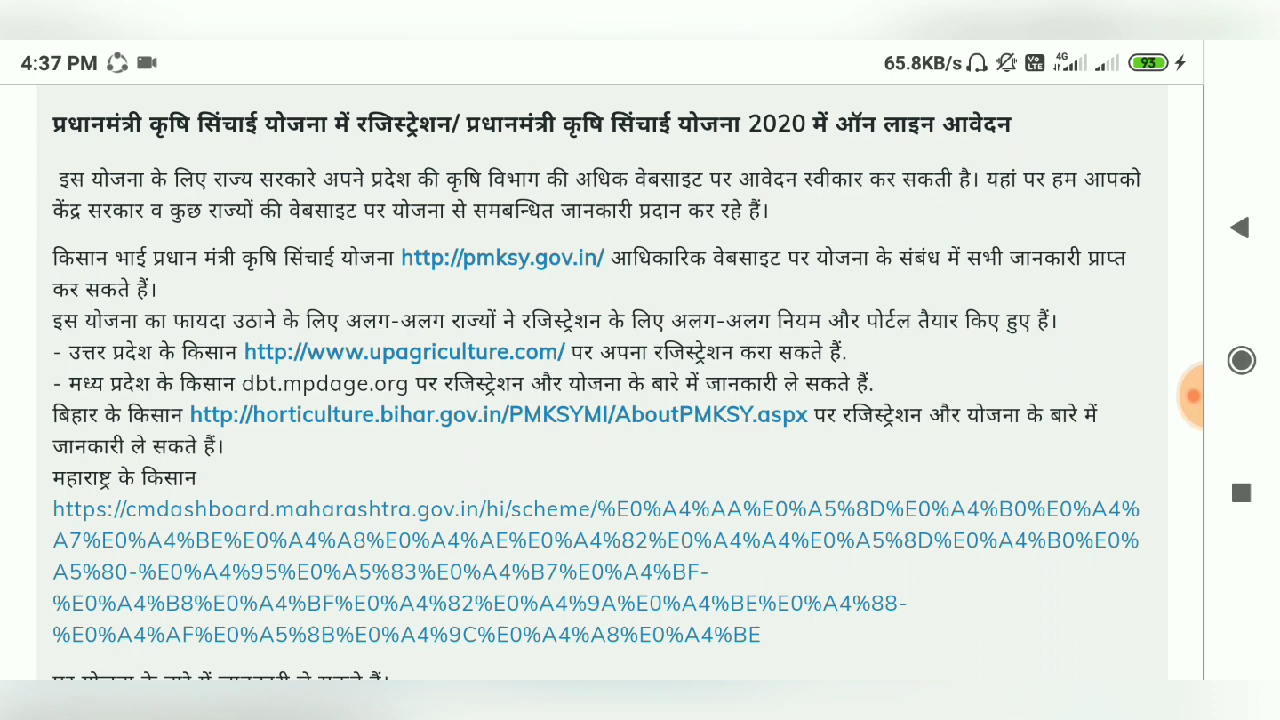 4:37 PM 65.8KB/s Vo LTE 4G 93
प्रधानमंत्री कृषि सिंचाई योजना में रजिस्ट्रेशन/ प्रधानमंत्री कृषि सिंचाई योजना 2020 में ऑन लाइन आवेदन
इस योजना के लिए राज्य सरकारे अपने प्रदेश की कृषि विभाग की अधिक वेबसाइट पर आवेदन स्वीकार कर सकती है। यहां पर हम आपको
केंद्र सरकार व कुछ राज्यों की वेबसाइट पर योजना से समबन्धित जानकारी प्रदान कर रहे हैं।
किसान भाई प्रधान मंत्री कृषि सिंचाई योजना http://pmksy.gov.in/ आधिकारिक वेबसाइट पर योजना के संबंध में सभी जानकारी प्राप्त
कर सकते हैं।
इस योजना का फायदा उठाने के लिए अलग-अलग राज्यों ने रजिस्ट्रेशन के लिए अलग-अलग नियम और पोर्टल तैयार किए हुए हैं।
- उत्तर प्रदेश के किसान http://www.upagriculture.com/ पर अपना रजिस्ट्रेशन करा सकते हैं.
- मध्य प्रदेश के किसान dbt.mpdage.org पर रजिस्ट्रेशन और योजना के बारे में जानकारी ले सकते हैं.
बिहार के किसान http://horticulture.bihar.gov.in/PMKSYMI/AboutPMKSY.aspx पर रजिस्ट्रेशन और योजना के बारे में
जानकारी ले सकते हैं।
महाराष्ट्र के किसान
https://cmdashboard.maharashtra.gov.in/hi/scheme/%E0%A4%AA%E0%A5%8D%E0%A4%B0%E0%A4%
A7%E0%A4%BE%E0%A4%A8%E0%A4%AE%E0%A4%82%E0%A4%A4%E0%A5%8D%E0%A4%B0%E0%
A5%80-%E0%A4%95%E0%A5%83%E0%A4%B7%E0%A4%BF-
%E0%A4%B8%E0%A4%BF%E0%A4%82%E0%A4%9A%E0%A4%BE%E0%A4%88-
%E0%A4%AF%E0%A5%8B%E0%A4%9C%E0%A4%A8%E0%A4%BE
पर योजना के बारे में जानकारी ले सकते हैं।